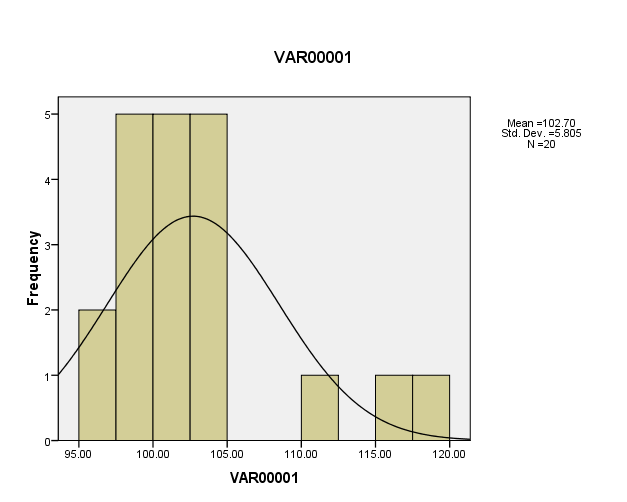 VAR00001
Mean =102.70
Std. Dev. =5.805
N =20
Frequency
5
4
3
2
1
0
95.00 100.00 105.00 110.00 115.00 120.00
VAR00001